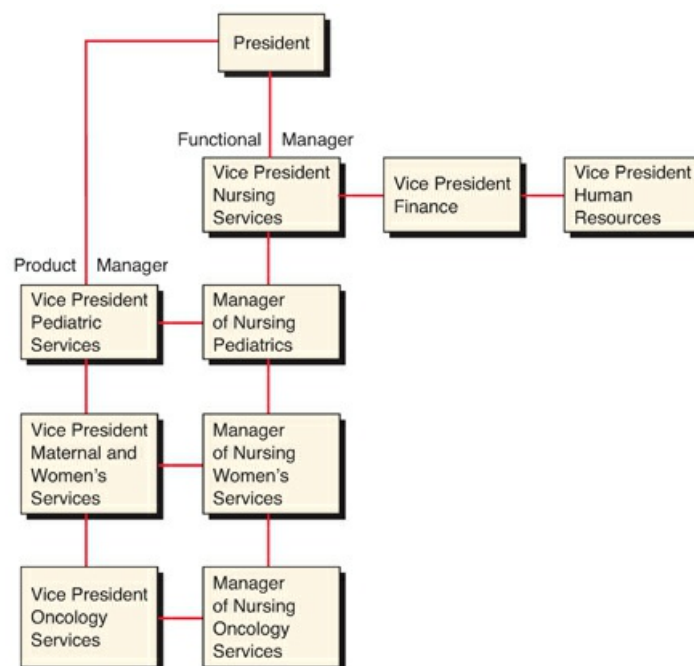 President
Functional Manager
Vice President
Nursing
Services
Vice President
Finance
Vice President
Human
Resources
Product Manager
Vice President
Pediatric
Services
Manager
of Nursing
Pediatrics
Vice President
Maternal and
Women's
Services
Manager
of Nursing
Women's
Services
Vice President
Oncology
Services
Manager
of Nursing
Oncology
Services